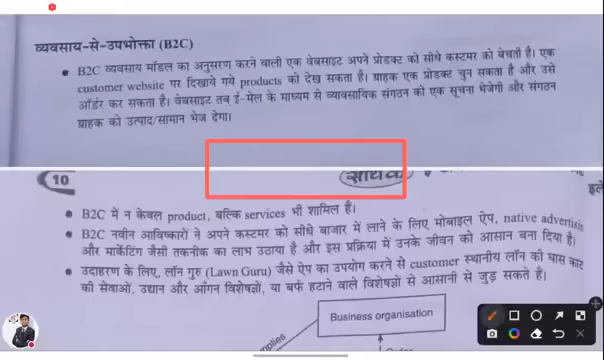 व्यवसाय-से-उपभोक्ता (B2C)
● B2C व्यवसाय मॉडल का अनुसरण करने वाली एक वेबसाइट अपने प्रोडक्ट को सीधे कस्टमर को बेचती है। एक
customer website पर दिखाये गये products को देख सकता है। ग्राहक एक प्रोडक्ट चुन सकता है और उसे
ऑर्डर कर सकता है। वेबसाइट तब ई-मेल के माध्यम से व्यावसायिक संगठन को एक सूचना भेजेगी और संगठन
ग्राहक को उत्पाद/सामान भेज देगा।
10
● B2C में न केवल product, बल्कि services भी शामिल हैं।
● B2C नवीन आविष्कारों ने अपने कस्टमर को सीधे बाजार में लाने के लिए मोबाइल ऐप, native advertisin
और मार्केटिंग जैसी तकनीक का लाभ उठाया है और इस प्रक्रिया में उनके जीवन को आसान बना दिया है।
● उदाहरण के लिए, लॉन गुरु (Lawn Guru) जैसे ऐप का उपयोग करने से customer स्थानीय लॉन की घास काट
की सेवाओं, उद्यान और आँगन विशेषज्ञों, या बर्फ हटाने वाले विशेषज्ञों से आसानी से जुड़ सकते हैं।
Business organisation
plies
Order